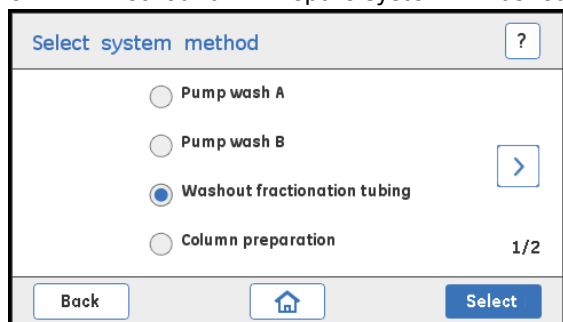 Select system method
?
Pump wash A
Pump wash B
Washout fractionation tubing
>
Column preparation
1/2
Back
Select